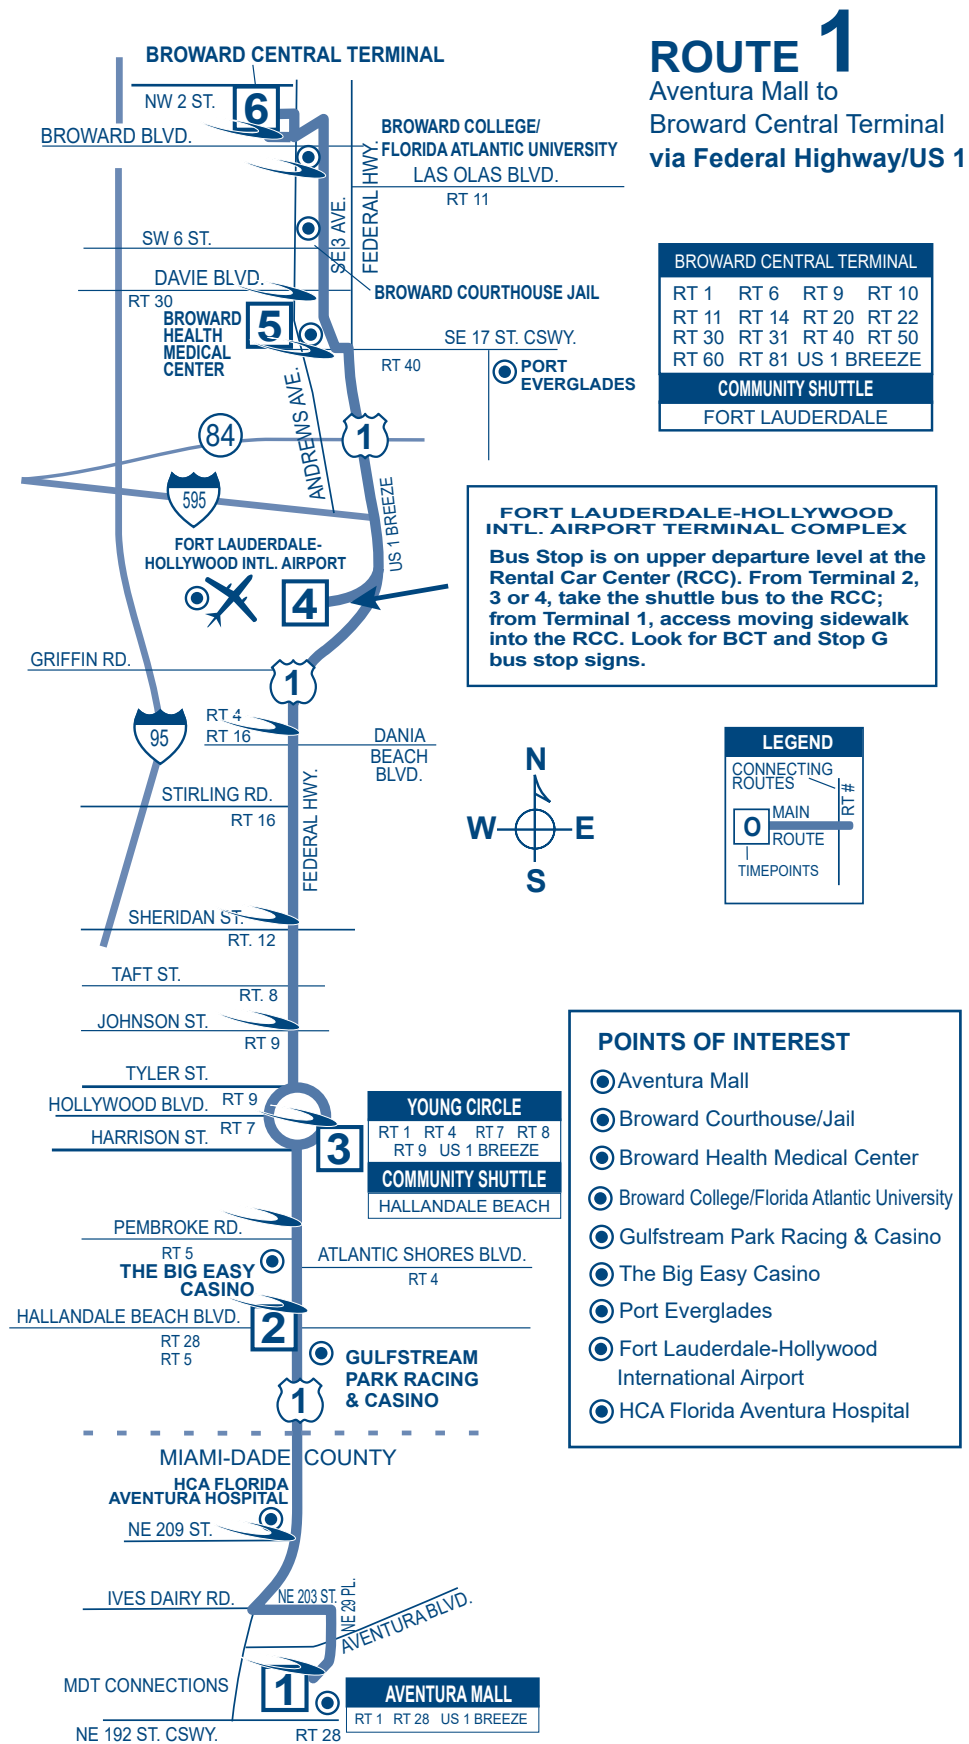 ROUTE 1
Aventura Mall to
Broward Central Terminal
via Federal Highway/US 1
BROWARD CENTRAL TERMINAL
NW 2 ST.
6
BROWARD BLVD.
BROWARD COLLEGE/
FLORIDA ATLANTIC UNIVERSITY
LAS OLAS BLVD.
RT 11
SE 3 AVE.
FEDERAL HWY.
SW 6 ST.
DAVIE BLVD.
RT 30
BROWARD COURTHOUSE JAIL
BROWARD
HEALTH
MEDICAL
CENTER
5
SE 17 ST. CSWY.
RT 40
PORT
EVERGLADES
ANDREWS AVE.
84
1
595
US 1 BREEZE
BROWARD CENTRAL TERMINAL
RT 1 RT 6 RT 9 RT 10
RT 11 RT 14 RT 20 RT 22
RT 30 RT 31 RT 40 RT 50
RT 60 RT 81 US 1 BREEZE
COMMUNITY SHUTTLE
FORT LAUDERDALE
FORT LAUDERDALE-HOLLYWOOD
INTL. AIRPORT TERMINAL COMPLEX
Bus Stop is on upper departure level at the
Rental Car Center (RCC). From Terminal 2,
3 or 4, take the shuttle bus to the RCC;
from Terminal 1, access moving sidewalk
into the RCC. Look for BCT and Stop G
bus stop signs.
FORT LAUDERDALE-
HOLLYWOOD INTL. AIRPORT
4
GRIFFIN RD.
1
95
RT 4
RT 16
DANIA
BEACH
BLVD.
STIRLING RD.
RT 16
FEDERAL HWY.
N
W
E
S
LEGEND
CONNECTING
ROUTES
RT #
O
MAIN
ROUTE
TIMEPOINTS
SHERIDAN ST.
RT. 12
TAFT ST.
RT. 8
JOHNSON ST.
RT 9
TYLER ST.
HOLLYWOOD BLVD.
RT 9
HARRISON ST.
RT 7
3
YOUNG CIRCLE
RT 1 RT 4 RT 7 RT 8
RT 9 US 1 BREEZE
COMMUNITY SHUTTLE
HALLANDALE BEACH
POINTS OF INTEREST
Aventura Mall
Broward Courthouse/Jail
Broward Health Medical Center
Broward College/Florida Atlantic University
Gulfstream Park Racing & Casino
The Big Easy Casino
Port Everglades
Fort Lauderdale-Hollywood
International Airport
HCA Florida Aventura Hospital
PEMBROKE RD.
RT 5
THE BIG EASY
CASINO
ATLANTIC SHORES BLVD.
RT 4
HALLANDALE BEACH BLVD.
RT 28
RT 5
2
GULFSTREAM
PARK RACING
& CASINO
1
MIAMI-DADE COUNTY
HCA FLORIDA
AVENTURA HOSPITAL
NE 209 ST.
IVES DAIRY RD.
NE 203 ST.
NE 29 PL.
AVENTURA BLVD.
MDT CONNECTIONS
1
AVENTURA MALL
RT 1 RT 28 US 1 BREEZE
NE 192 ST. CSWY.
RT 28